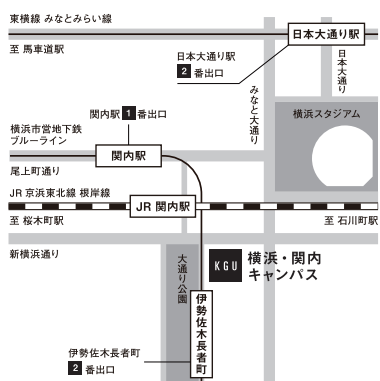 東横線 みなとみらい線
日本大通り駅
至 馬車道駅
日本大通り駅
2 番出口
日本大通り
みなと大通り
横浜スタジアム
関内駅 1 番出口
横浜市営地下鉄
ブルーライン
関内駅
尾上町通り
JR 京浜東北線 根岸線
JR 関内駅
至 桜木町駅
至 石川町駅
新横浜通り
大通り公園
KGU
横浜・関内
キャンパス
伊勢佐木長者町
伊勢佐木長者町
2 番出口